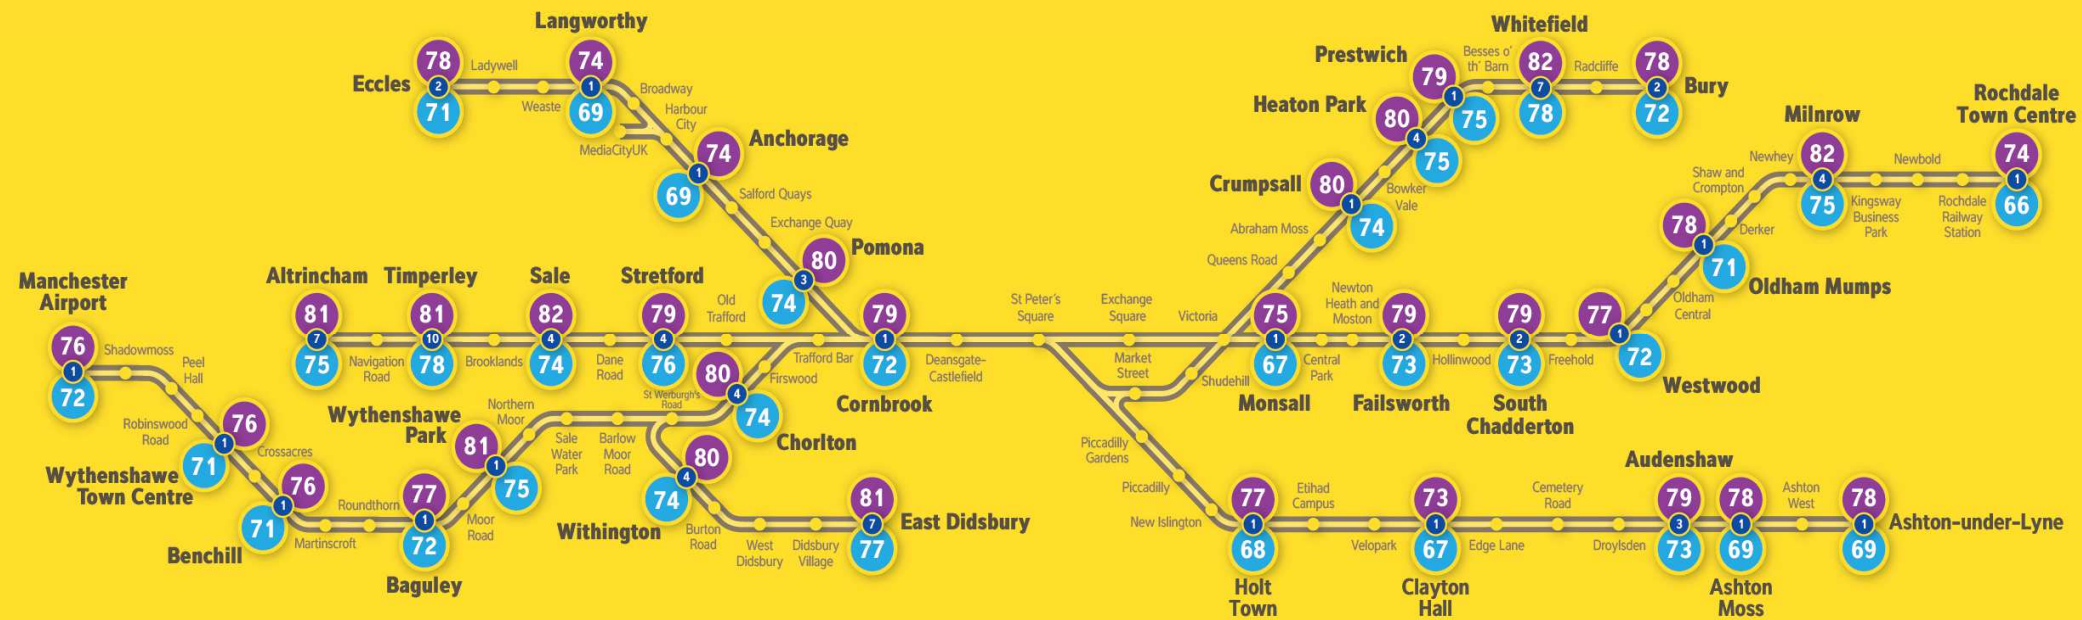 Langworthy
74
1
69
78
2
71
Eccles
Ladywell
Weaste
Broadway
Harbour
City
MediaCityUK
Anchorage
74
1
69
Salford Quays
Exchange Quay
Pomona
80
3
74
Manchester
Airport
76
1
72
Shadowmoss
Peel
Hall
Robinswood
Road
76
1
71
Wythenshawe
Town Centre
Crossacres
76
1
71
Benchill
Martinscroft
Roundthorn
77
1
72
Baguley
Moor
Road
Wythenshawe
Park
81
1
75
Northern
Moor
Sale
Water
Park
Barlow
Moor
Road
St Werburgh's
Road
Altrincham
81
7
75
Navigation
Road
Timperley
81
10
78
Brooklands
Sale
82
4
74
Dane
Road
Stretford
79
4
76
Old
Trafford
Trafford Bar
Firswood
80
4
74
Chorlton
80
4
74
Withington
Burton
Road
West
Didsbury
Didsbury
Village
81
7
77
East Didsbury
79
1
72
Cornbrook
Deansgate-
Castlefield
St Peter's
Square
Exchange
Square
Victoria
Market
Street
Shudehill
Piccadilly
Gardens
Piccadilly
New Islington
Whitefield
82
7
78
Prestwich
79
1
75
Besses o'
th' Barn
Radcliffe
78
2
72
Bury
Heaton Park
80
4
75
Bowker
Vale
Crumpsall
80
1
74
Abraham Moss
Queens Road
75
1
67
Monsall
Central
Park
Newton
Heath and
Moston
79
2
73
Failsworth
Hollinwood
79
2
73
South
Chadderton
Freehold
77
1
72
Westwood
Oldham
Central
78
1
71
Oldham Mumps
Derker
Shaw and
Crompton
Newhey
Milnrow
82
4
75
Kingsway
Business
Park
Newbold
Rochdale
Railway
Station
Rochdale
Town Centre
74
1
66
77
1
68
Holt
Town
Etihad
Campus
Velopark
73
1
67
Clayton
Hall
Edge Lane
Cemetery
Road
Droylsden
Audenshaw
79
3
73
78
1
69
Ashton
Moss
Ashton
West
78
1
69
Ashton-under-Lyne